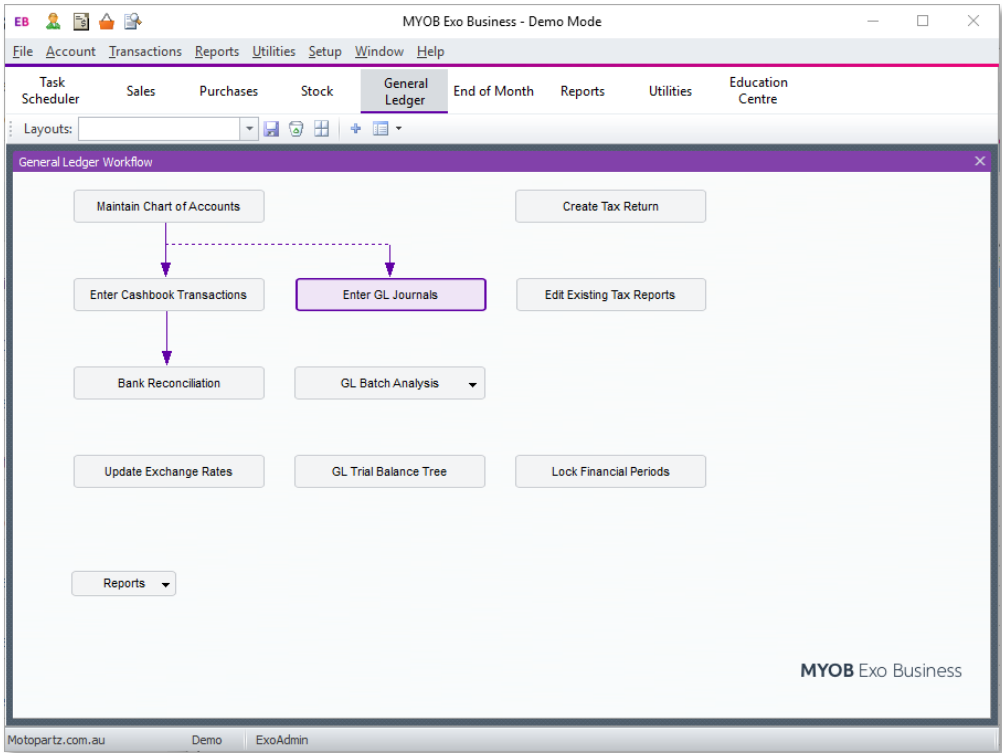 EB
MYOB Exo Business - Demo Mode
File Account Transactions Reports Utilities Setup Window Help
Task Scheduler
Sales
Purchases
Stock
General Ledger
End of Month
Reports
Utilities
Education Centre
Layouts:
General Ledger Workflow
Maintain Chart of Accounts
Create Tax Return
Enter Cashbook Transactions
Enter GL Journals
Edit Existing Tax Reports
Bank Reconciliation
GL Batch Analysis
Update Exchange Rates
GL Trial Balance Tree
Lock Financial Periods
Reports
MYOB Exo Business
Motopartz.com.au Demo ExoAdmin